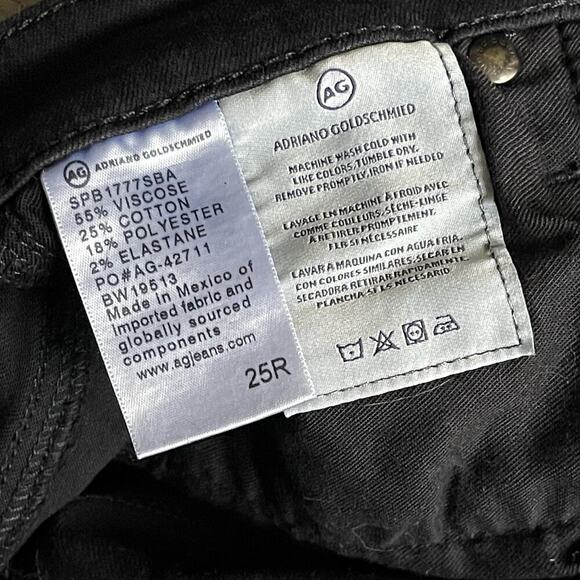 AG ADRIANO GOLDSCHMIED
SPB1777SBA
55% VISCOSE
25% COTTON
18% POLYESTER
2% ELASTANE
PO#AG-42711
BW19513
Made in Mexico of
imported fabric and
globally sourced
components
www.agjeans.com
25R
AG
ADRIANO GOLDSCHMIED
MACHINE WASH COLD WITH
LIKE COLORS, TUMBLE DRY.
REMOVE PROMPTLY, IRON IF NEEDED
LAVAGE EN MACHINE À FROID AVEC
COMME COULEURS, SÈCHE-LINGE
À RETIRER PROMPTEMENT,
FER SI NÉCESSAIRE
LAVAR A MAQUINA CON AGUA FRIA,
CON COLORES SIMILARES, SECAR EN
SECADORA RETIRAR RAPIDAMENTE,
PLANCHA SI ES NECESARIO